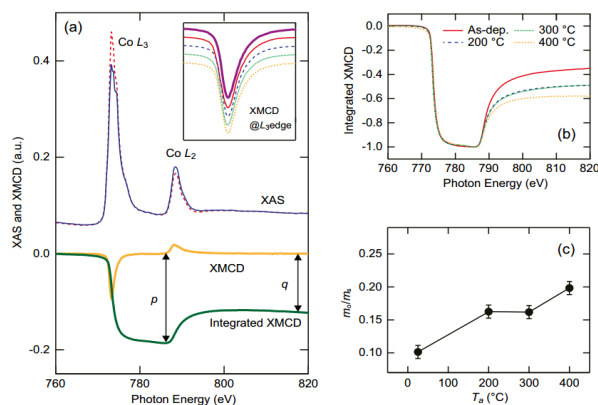 (a)
Co L3
XMCD
@L3edge
Co L2
XAS
XMCD
p
q
Integrated XMCD
XAS and XMCD (a.u.)
0.4
0.2
0.0
-0.2
760
780
800
820
Photon Energy (eV)
As-dep.
300 °C
200 °C
400 °C
(b)
Integrated XMCD
0.0
-0.2
-0.4
-0.6
-0.8
-1.0
760
770
780
790
800
810
820
Photon Energy (eV)
(c)
mo/ms
0.25
0.20
0.15
0.10
0
100
200
300
400
Ta (°C)